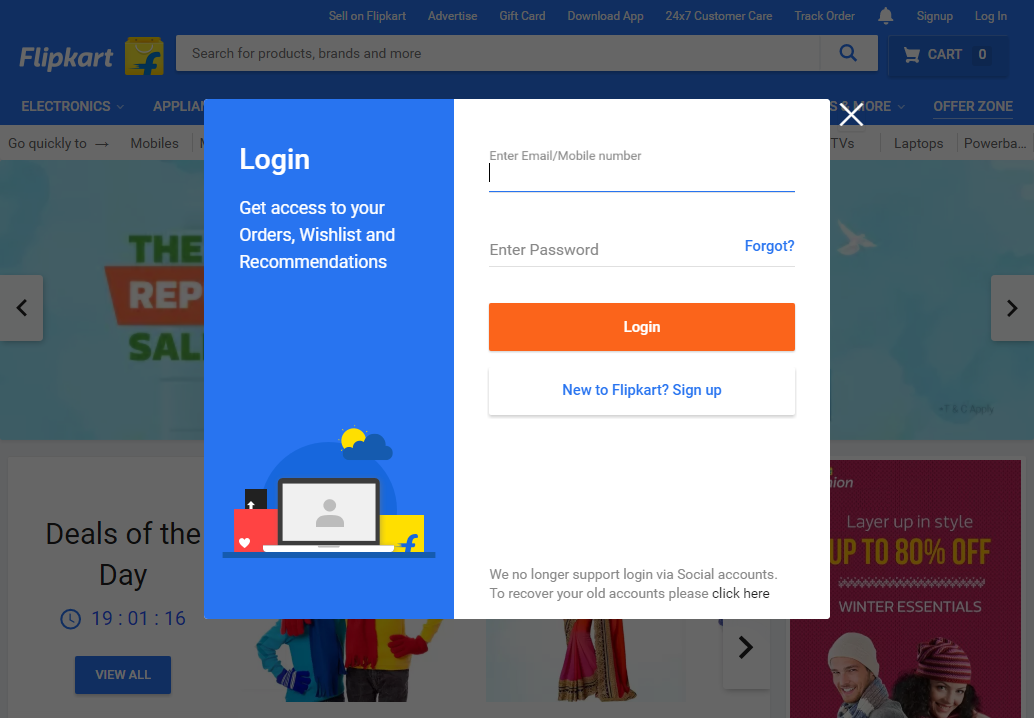 Sell on Flipkart Advertise Gift Card Download App 24x7 Customer Care Track Order Signup Log In
Flipkart Search for products, brands and more CART 0
ELECTRONICS & MORE OFFER ZONE
Go quickly to → Mobiles TVs Laptops Powerba...
Login
Get access to your
Orders, Wishlist and
Recommendations
Enter Email/Mobile number
Enter Password Forgot?
Login
New to Flipkart? Sign up
We no longer support login via Social accounts.
To recover your old accounts please click here
THE
SAL
+T & C Apply
Deals of the
Day
19 : 01 : 16
VIEW ALL
Layer up in style
UP TO 80% OFF
WINTER ESSENTIALS